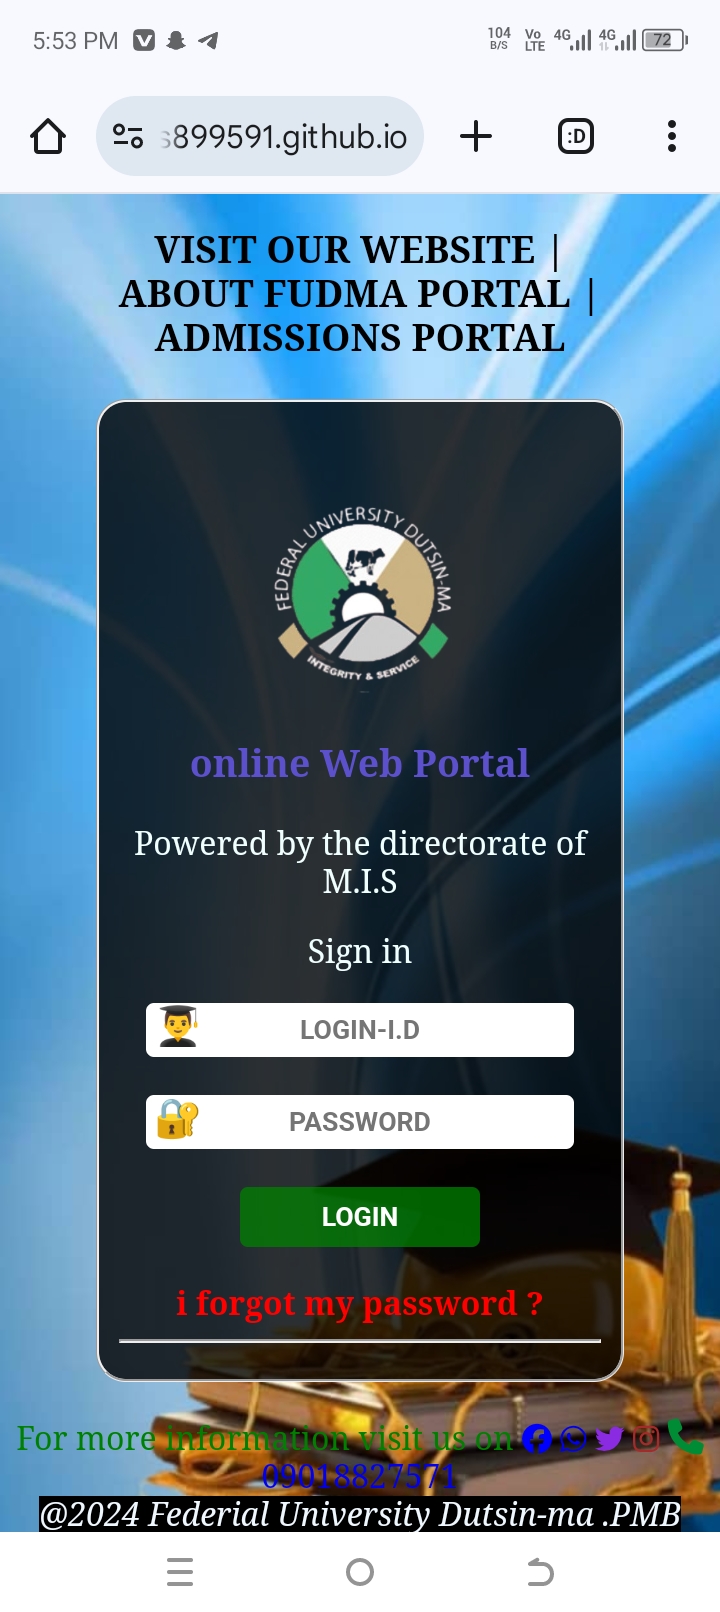 5:53 PM
104
B/S
Vo
LTE
4G
4G
72
s899591.github.io
:D
VISIT OUR WEBSITE |
ABOUT FUDMA PORTAL |
ADMISSIONS PORTAL
FEDERAL UNIVERSITY DUTSIN-MA
INTEGRITY & SERVICE
online Web Portal
Powered by the directorate of
M.I.S
Sign in
LOGIN-I.D
PASSWORD
LOGIN
i forgot my password ?
For more information visit us on
09018827571
@2024 Federial University Dutsin-ma .PMB